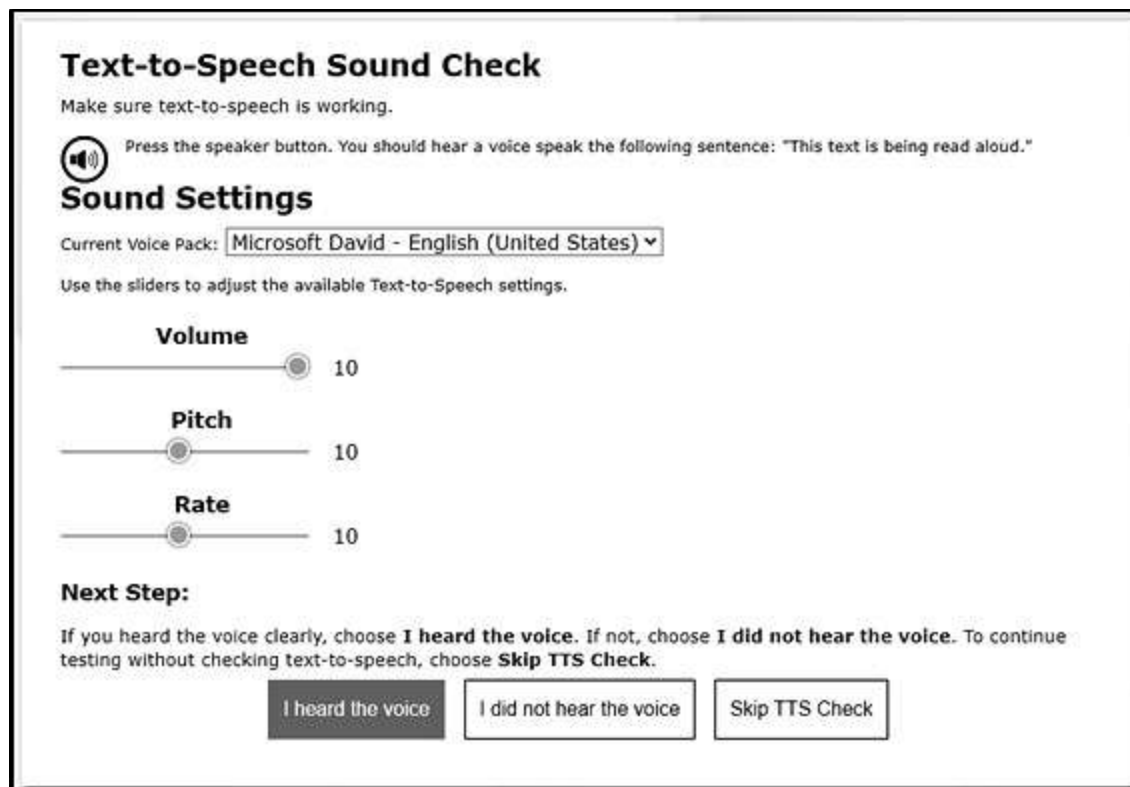 Text-to-Speech Sound Check
Make sure text-to-speech is working.
Press the speaker button. You should hear a voice speak the following sentence: "This text is being read aloud."
Sound Settings
Current Voice Pack: Microsoft David - English (United States)
Use the sliders to adjust the available Text-to-Speech settings.
Volume
10
Pitch
10
Rate
10
Next Step:
If you heard the voice clearly, choose I heard the voice. If not, choose I did not hear the voice. To continue
testing without checking text-to-speech, choose Skip TTS Check.
I heard the voice I did not hear the voice Skip TTS Check